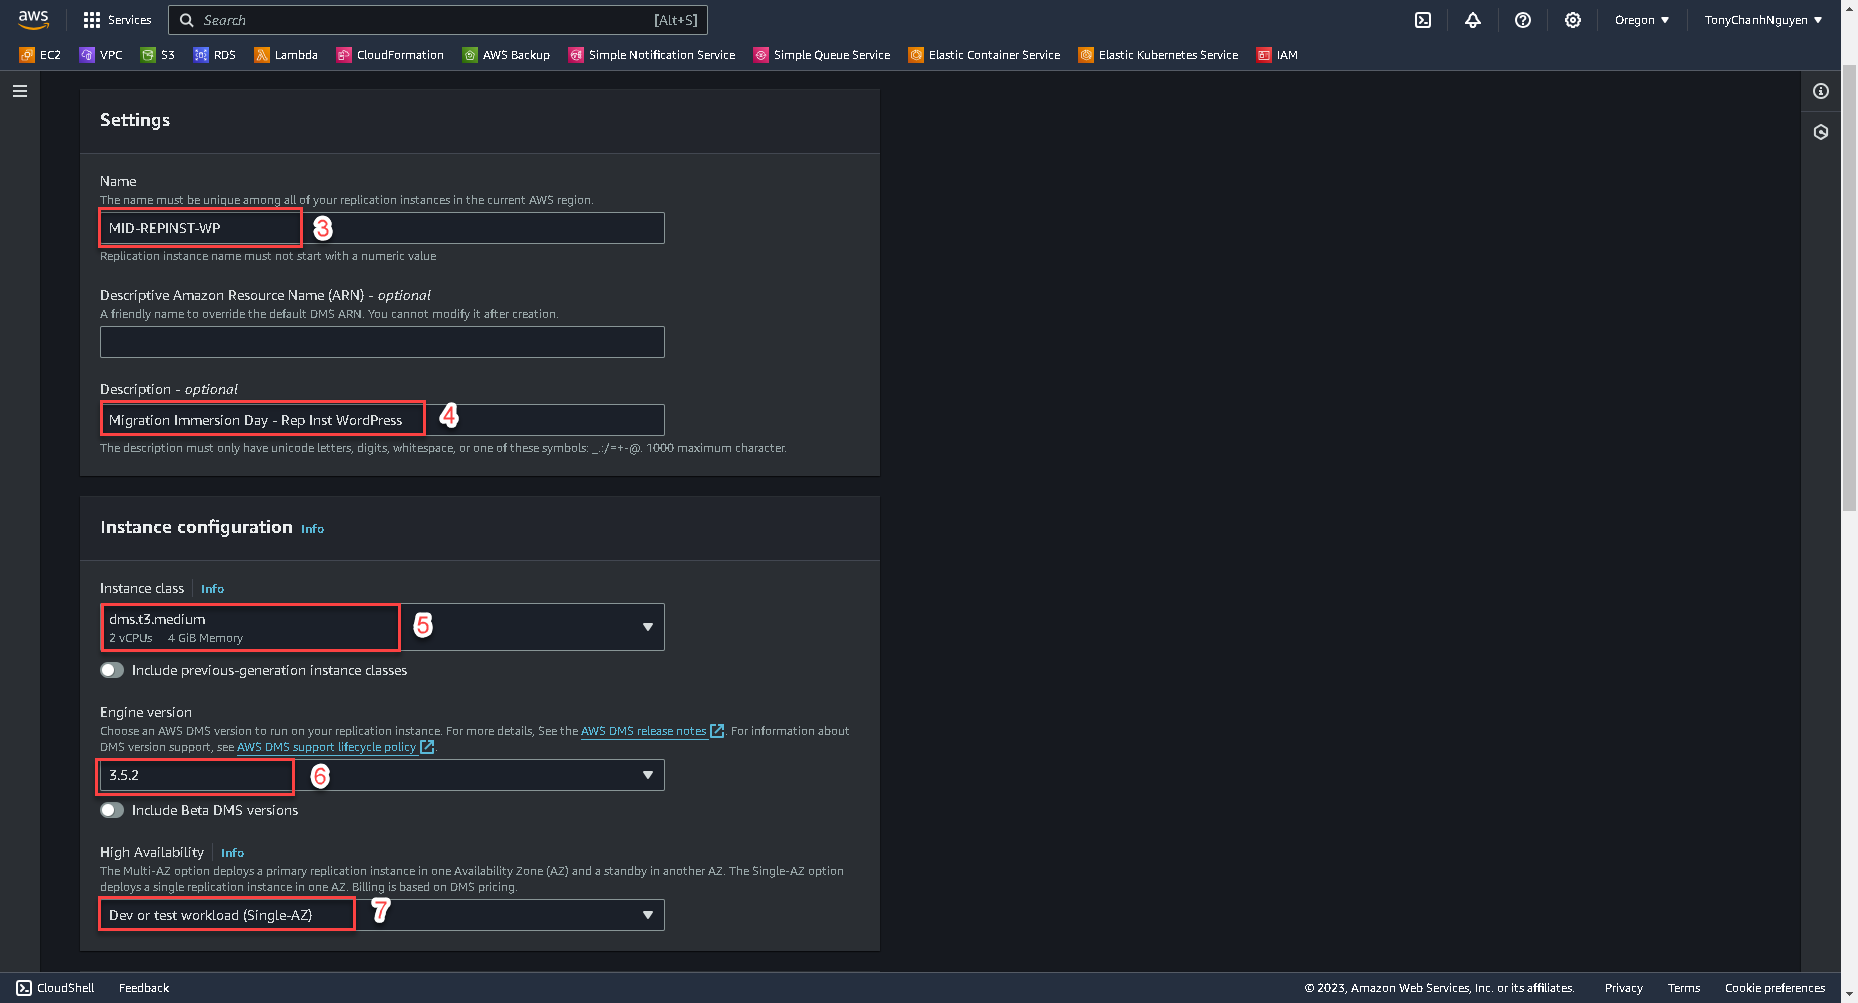 aws
Services
Search [Alt+S]
Oregon ▼
TonyChanhNguyen ▼
EC2 VPC S3 RDS Lambda CloudFormation AWS Backup Simple Notification Service Simple Queue Service Elastic Container Service Elastic Kubernetes Service IAM
Settings
Name
The name must be unique among all of your replication instances in the current AWS region.
MID-REPINST-WP 3
Replication instance name must not start with a numeric value
Descriptive Amazon Resource Name (ARN) - optional
A friendly name to override the default DMS ARN. You cannot modify it after creation.
Description - optional
Migration Immersion Day - Rep Inst WordPress 4
The description must only have unicode letters, digits, whitespace, or one of these symbols: _.:/=+-@. 1000 maximum character.
Instance configuration Info
Instance class Info
dms.t3.medium 5
2 vCPUs 4 GiB Memory
Include previous-generation instance classes
Engine version
Choose an AWS DMS version to run on your replication instance. For more details, See the AWS DMS release notes. For information about
DMS version support, see AWS DMS support lifecycle policy.
3.5.2 6
Include Beta DMS versions
High Availability Info
The Multi-AZ option deploys a primary replication instance in one Availability Zone (AZ) and a standby in another AZ. The Single-AZ option
deploys a single replication instance in one AZ. Billing is based on DMS pricing.
Dev or test workload (Single-AZ) 7
CloudShell Feedback © 2023, Amazon Web Services, Inc. or its affiliates. Privacy Terms Cookie preferences